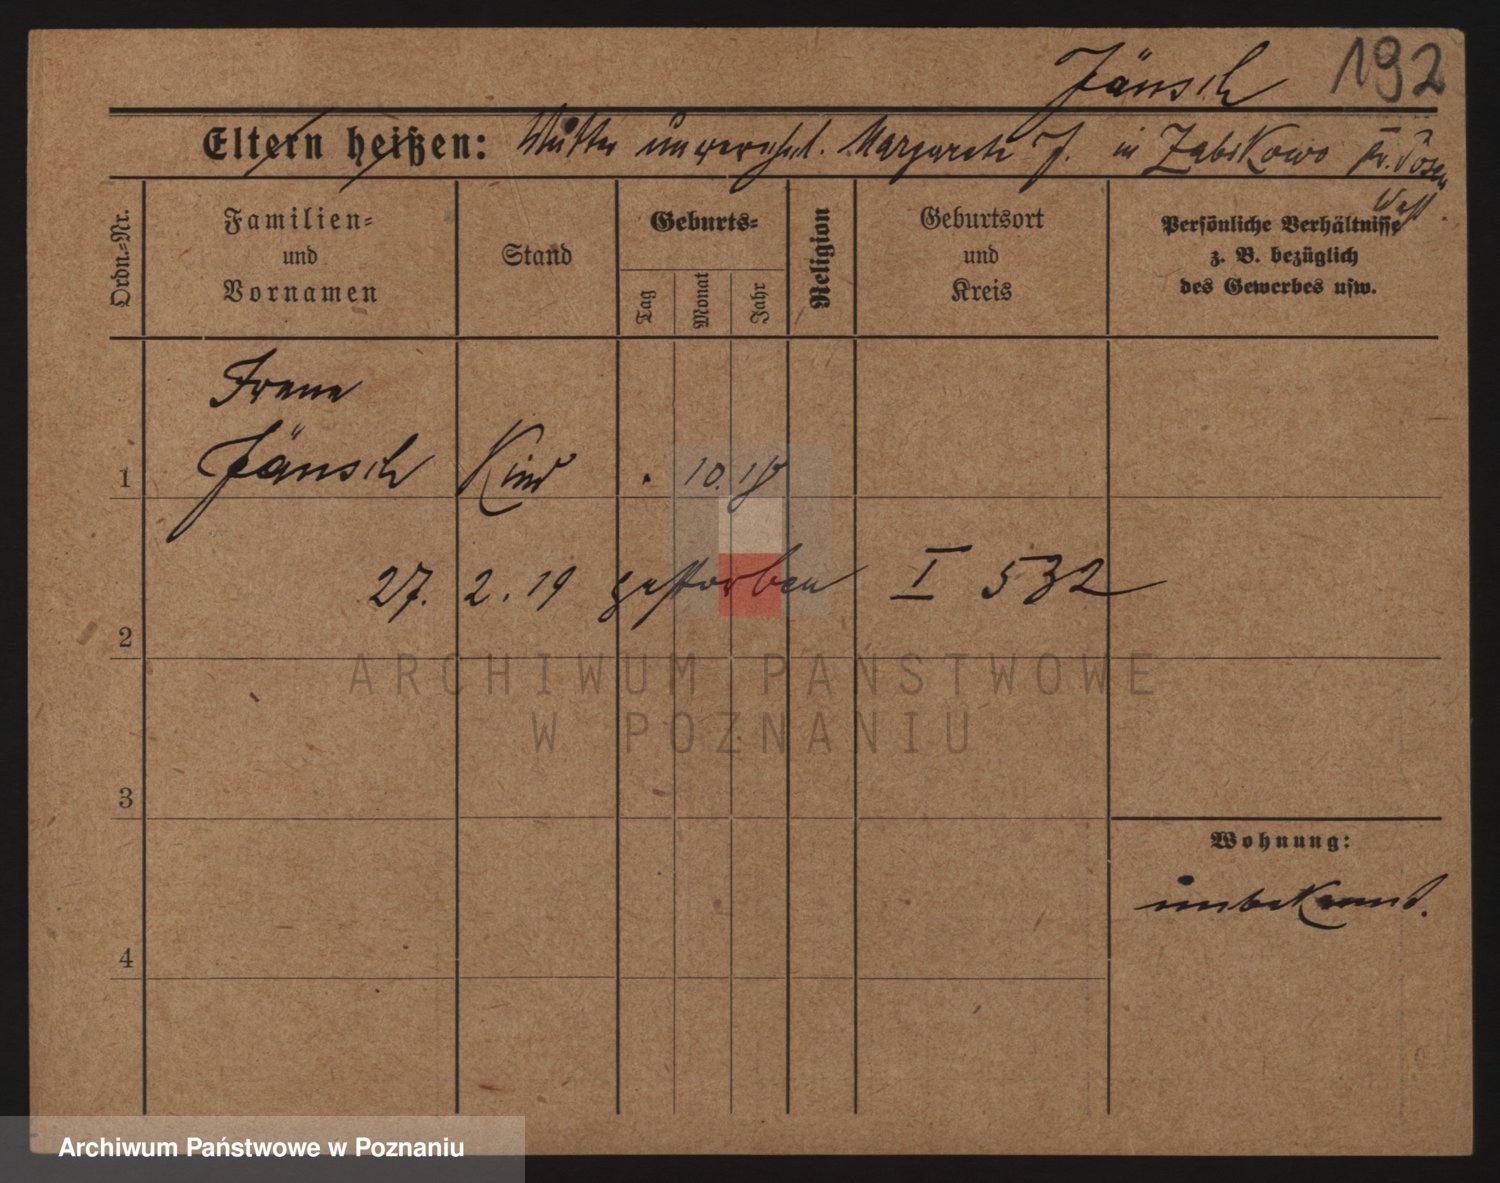 Jänsch 192
Eltern heißen: Mutter unverehel. Margarete J. in Zabikowo Kr. Posen
West.
Ordn.-Nr.
Familien-
und
Vornamen
Stand
Geburts-
Tag
Monat
Jahr
Religion
Geburtsort
und
Kreis
Persönliche Verhältnisse
z. B. bezüglich
des Gewerbes usw.
Irene
1 Jänsch Kind . 10. 18
27. 2. 19 gestorben I 532
2
ARCHIWUM PAŃSTWOWE
W POZNANIU
3
Wohnung:
unbekannt.
4
Archiwum Państwowe w Poznaniu